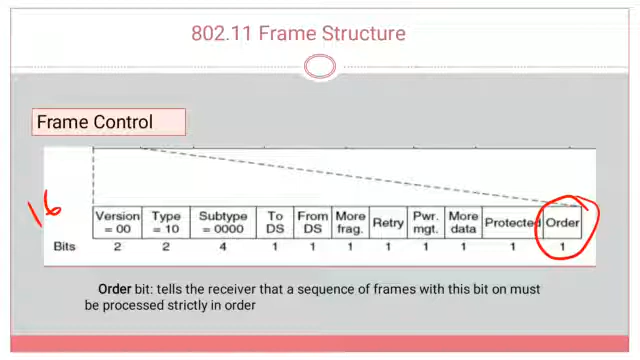 802.11 Frame Structure
Frame Control
16
Version = 00 Type = 10 Subtype = 0000 To DS From DS More frag. Retry Pwr. mgt. More data Protected Order
Bits 2 2 4 1 1 1 1 1 1 1 1
Order bit: tells the receiver that a sequence of frames with this bit on must
be processed strictly in order